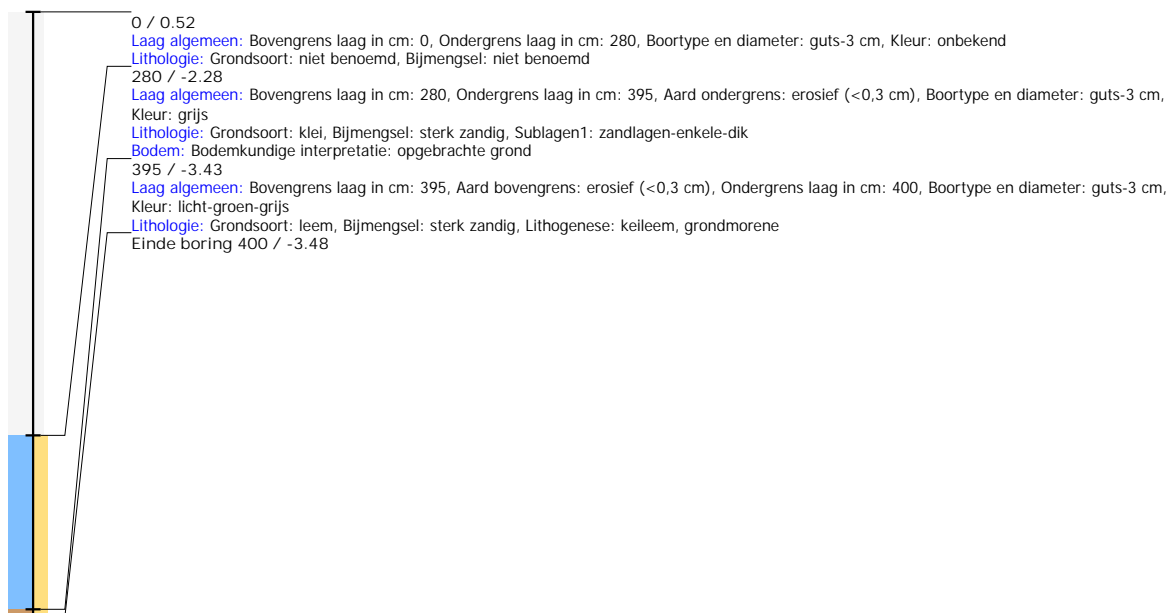 0 / 0.52
Laag algemeen: Bovengrens laag in cm: 0, Ondergrens laag in cm: 280, Boortype en diameter: guts-3 cm, Kleur: onbekend
Lithologie: Grondsoort: niet benoemd, Bijmengsel: niet benoemd
280 / -2.28
Laag algemeen: Bovengrens laag in cm: 280, Ondergrens laag in cm: 395, Aard ondergrens: erosief (<0,3 cm), Boortype en diameter: guts-3 cm,
Kleur: grijs
Lithologie: Grondsoort: klei, Bijmengsel: sterk zandig, Sublagen1: zandlagen-enkele-dik
Bodem: Bodemkundige interpretatie: opgebrachte grond
395 / -3.43
Laag algemeen: Bovengrens laag in cm: 395, Aard bovengrens: erosief (<0,3 cm), Ondergrens laag in cm: 400, Boortype en diameter: guts-3 cm,
Kleur: licht-groen-grijs
Lithologie: Grondsoort: leem, Bijmengsel: sterk zandig, Lithogenese: keileem, grondmorene
Einde boring 400 / -3.48